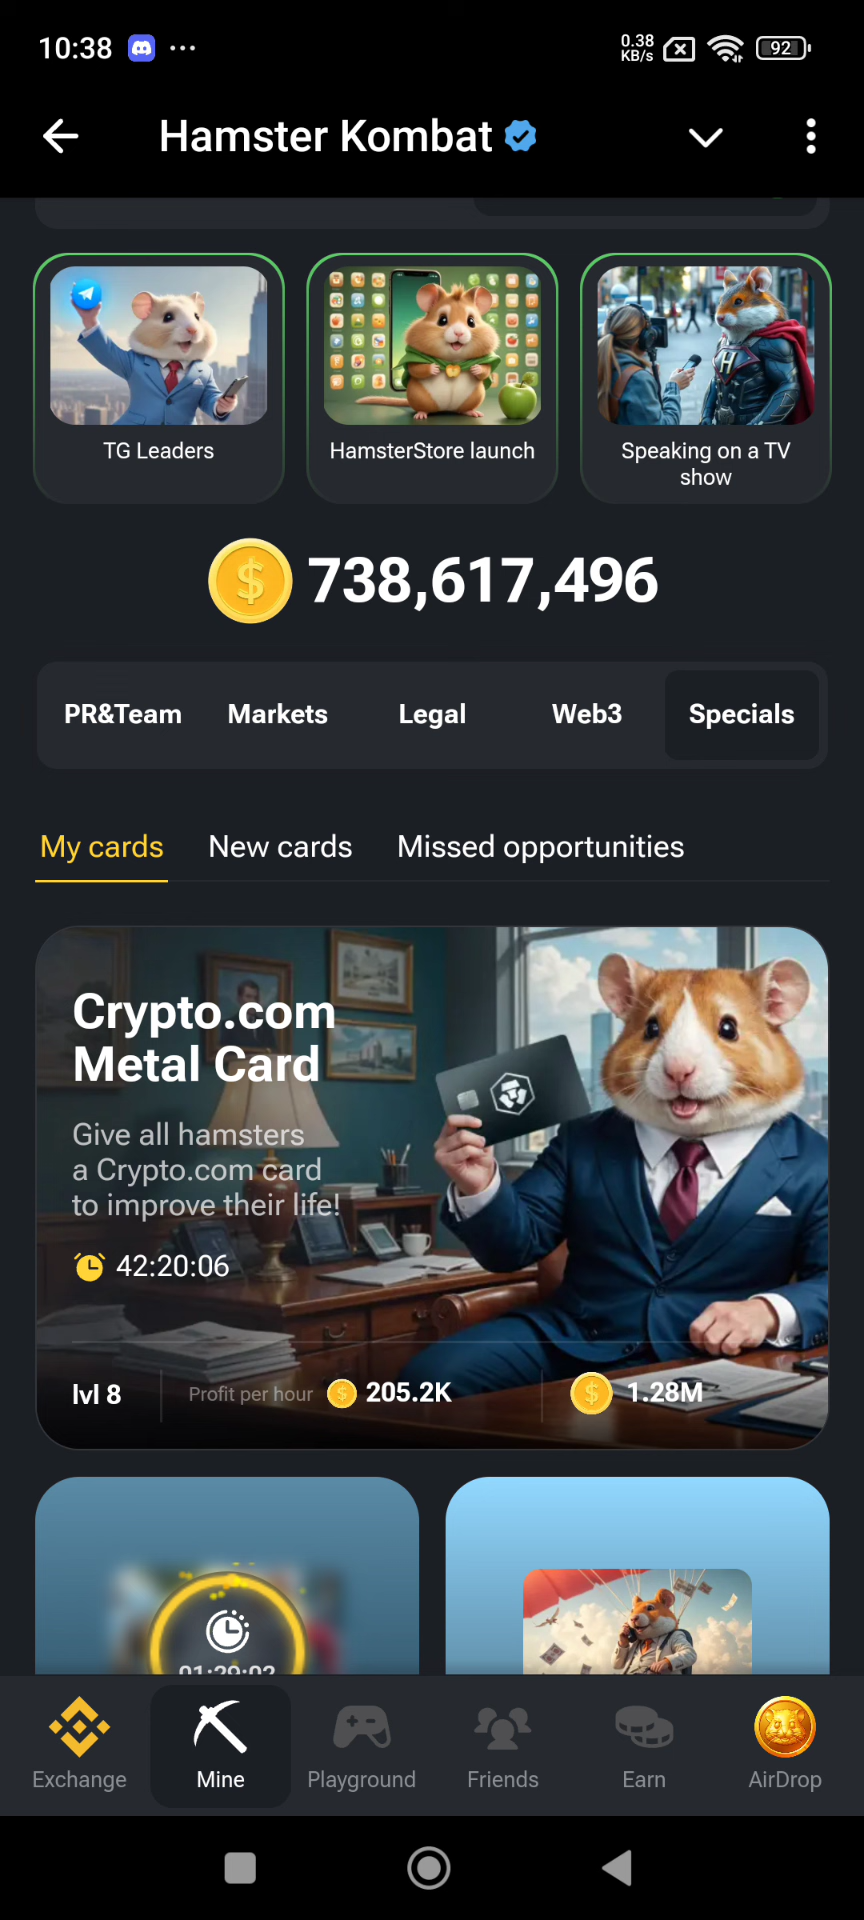 10:38
0.38
KB/s
92
Hamster Kombat
TG Leaders
HamsterStore launch
Speaking on a TV
show
738,617,496
PR&Team
Markets
Legal
Web3
Specials
My cards
New cards
Missed opportunities
Crypto.com
Metal Card
Give all hamsters
a Crypto.com card
to improve their life!
42:20:06
lvl 8
Profit per hour
205.2K
1.28M
01:29:02
Exchange
Mine
Playground
Friends
Earn
AirDrop